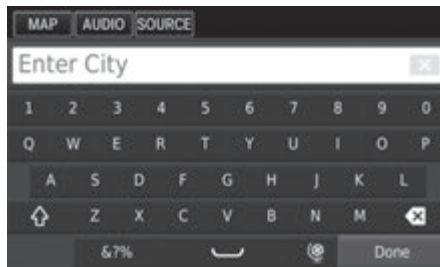 MAP AUDIO SOURCE
Enter City
1 2 3 4 5 6 7 8 9 0
Q W E R T Y U I O P
A S D F G H J K L
Z X C V B N M
&?% Done